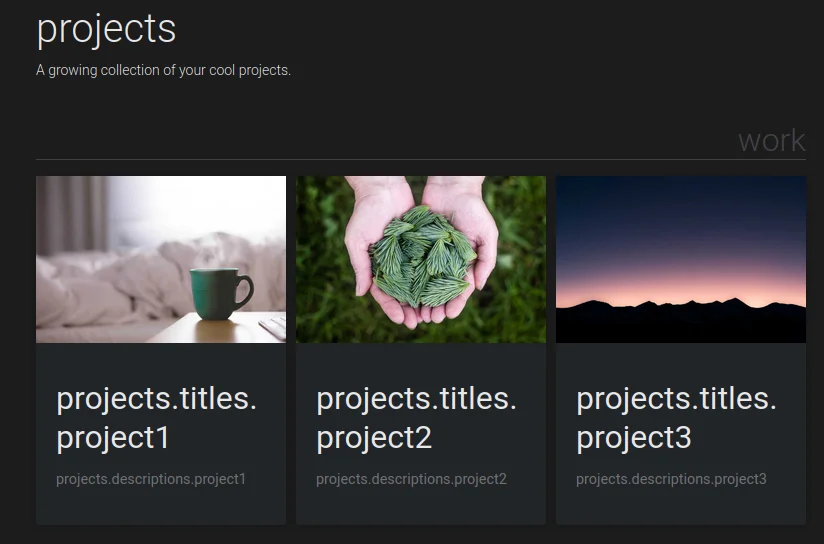 projects
A growing collection of your cool projects.
work
projects.titles.
project1
projects.descriptions.project1
projects.titles.
project2
projects.descriptions.project2
projects.titles.
project3
projects.descriptions.project3